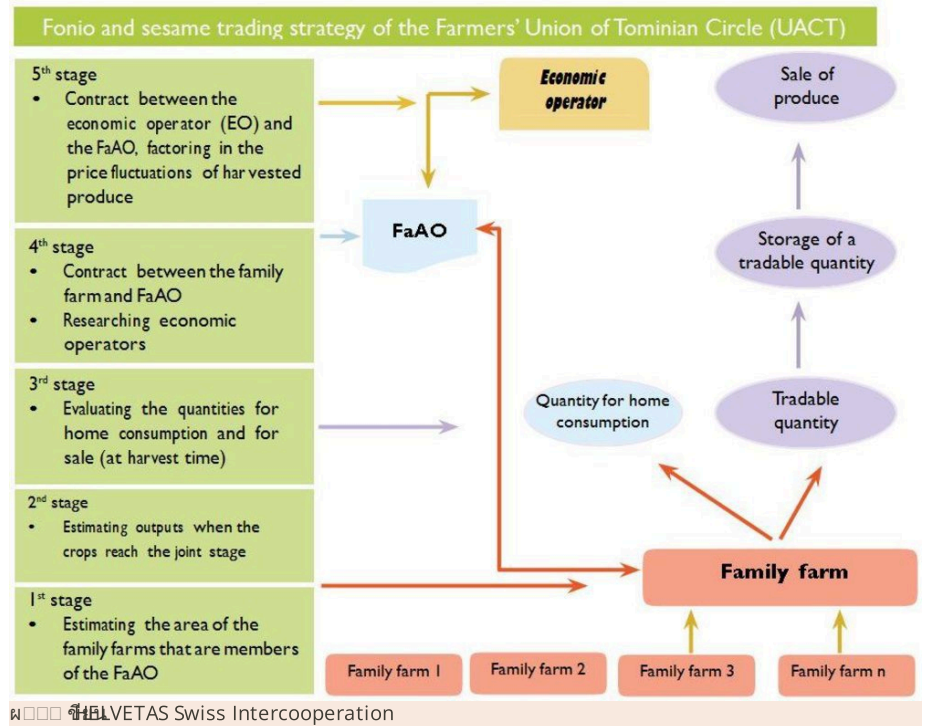 Fonio and sesame trading strategy of the Farmers' Union of Tominian Circle (UACT)
5th stage
• Contract between the
economic operator (EO) and
the FaAO, factoring in the
price fluctuations of harvested
produce
4th stage
• Contract between the family
farm and FaAO
• Researching economic
operators
3rd stage
• Evaluating the quantities for
home consumption and for
sale (at harvest time)
2nd stage
• Estimating outputs when the
crops reach the joint stage
1st stage
• Estimating the area of the
family farms that are members
of the FaAO
Economic
operator
FaAO
Sale of
produce
Storage of a
tradable quantity
Quantity for home
consumption
Tradable
quantity
Family farm
Family farm 1
Family farm 2
Family farm 3
Family farm n
HELVETAS Swiss Intercooperation